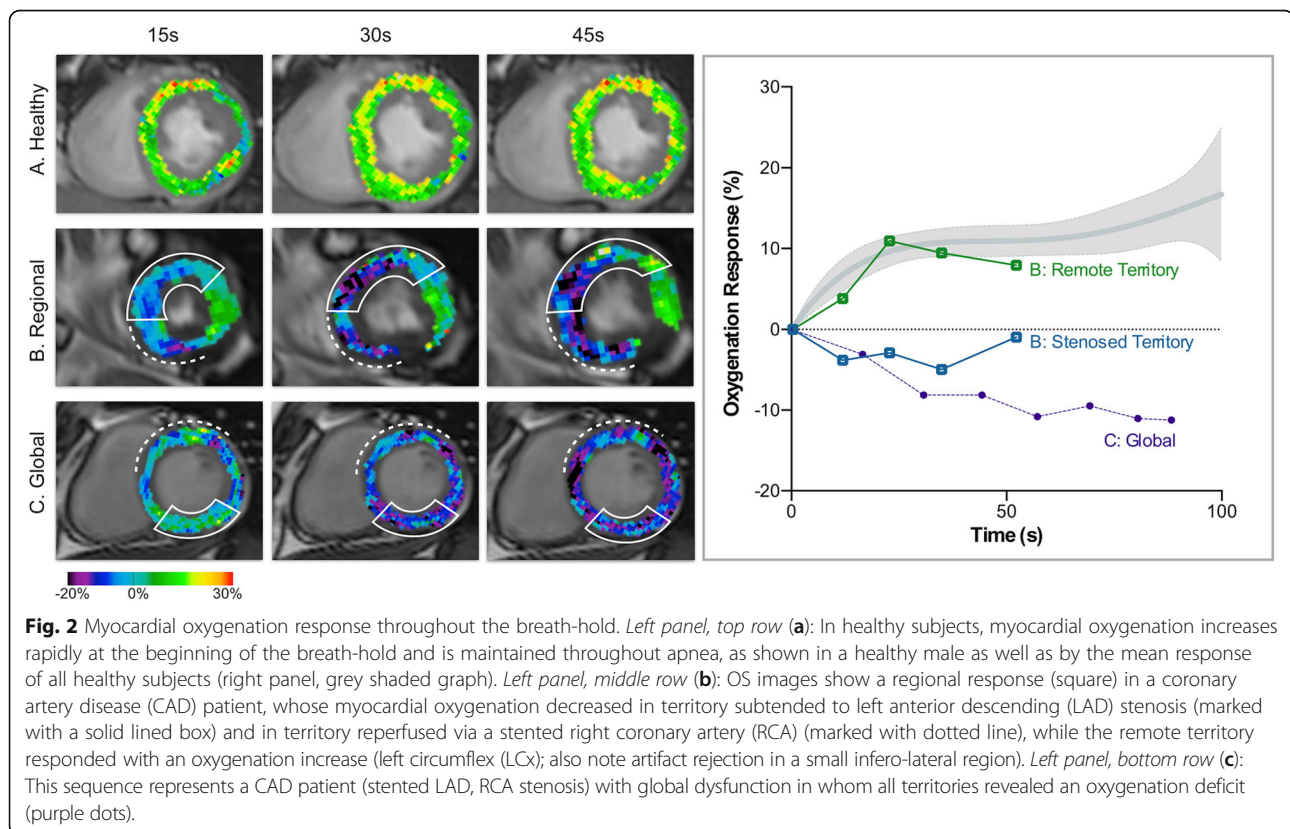 15s
30s
45s
A. Healthy
B. Regional
C. Global
-20%
0%
30%
Oxygenation Response (%)
30
20
10
0
-10
-20
B: Remote Territory
B: Stenosed Territory
C: Global
0
50
100
Time (s)
Fig. 2 Myocardial oxygenation response throughout the breath-hold. Left panel, top row (a): In healthy subjects, myocardial oxygenation increases
rapidly at the beginning of the breath-hold and is maintained throughout apnea, as shown in a healthy male as well as by the mean response
of all healthy subjects (right panel, grey shaded graph). Left panel, middle row (b): OS images show a regional response (square) in a coronary
artery disease (CAD) patient, whose myocardial oxygenation decreased in territory subtended to left anterior descending (LAD) stenosis (marked
with a solid lined box) and in territory reperfused via a stented right coronary artery (RCA) (marked with dotted line), while the remote territory
responded with an oxygenation increase (left circumflex (LCx); also note artifact rejection in a small infero-lateral region). Left panel, bottom row (c):
This sequence represents a CAD patient (stented LAD, RCA stenosis) with global dysfunction in whom all territories revealed an oxygenation deficit
(purple dots).